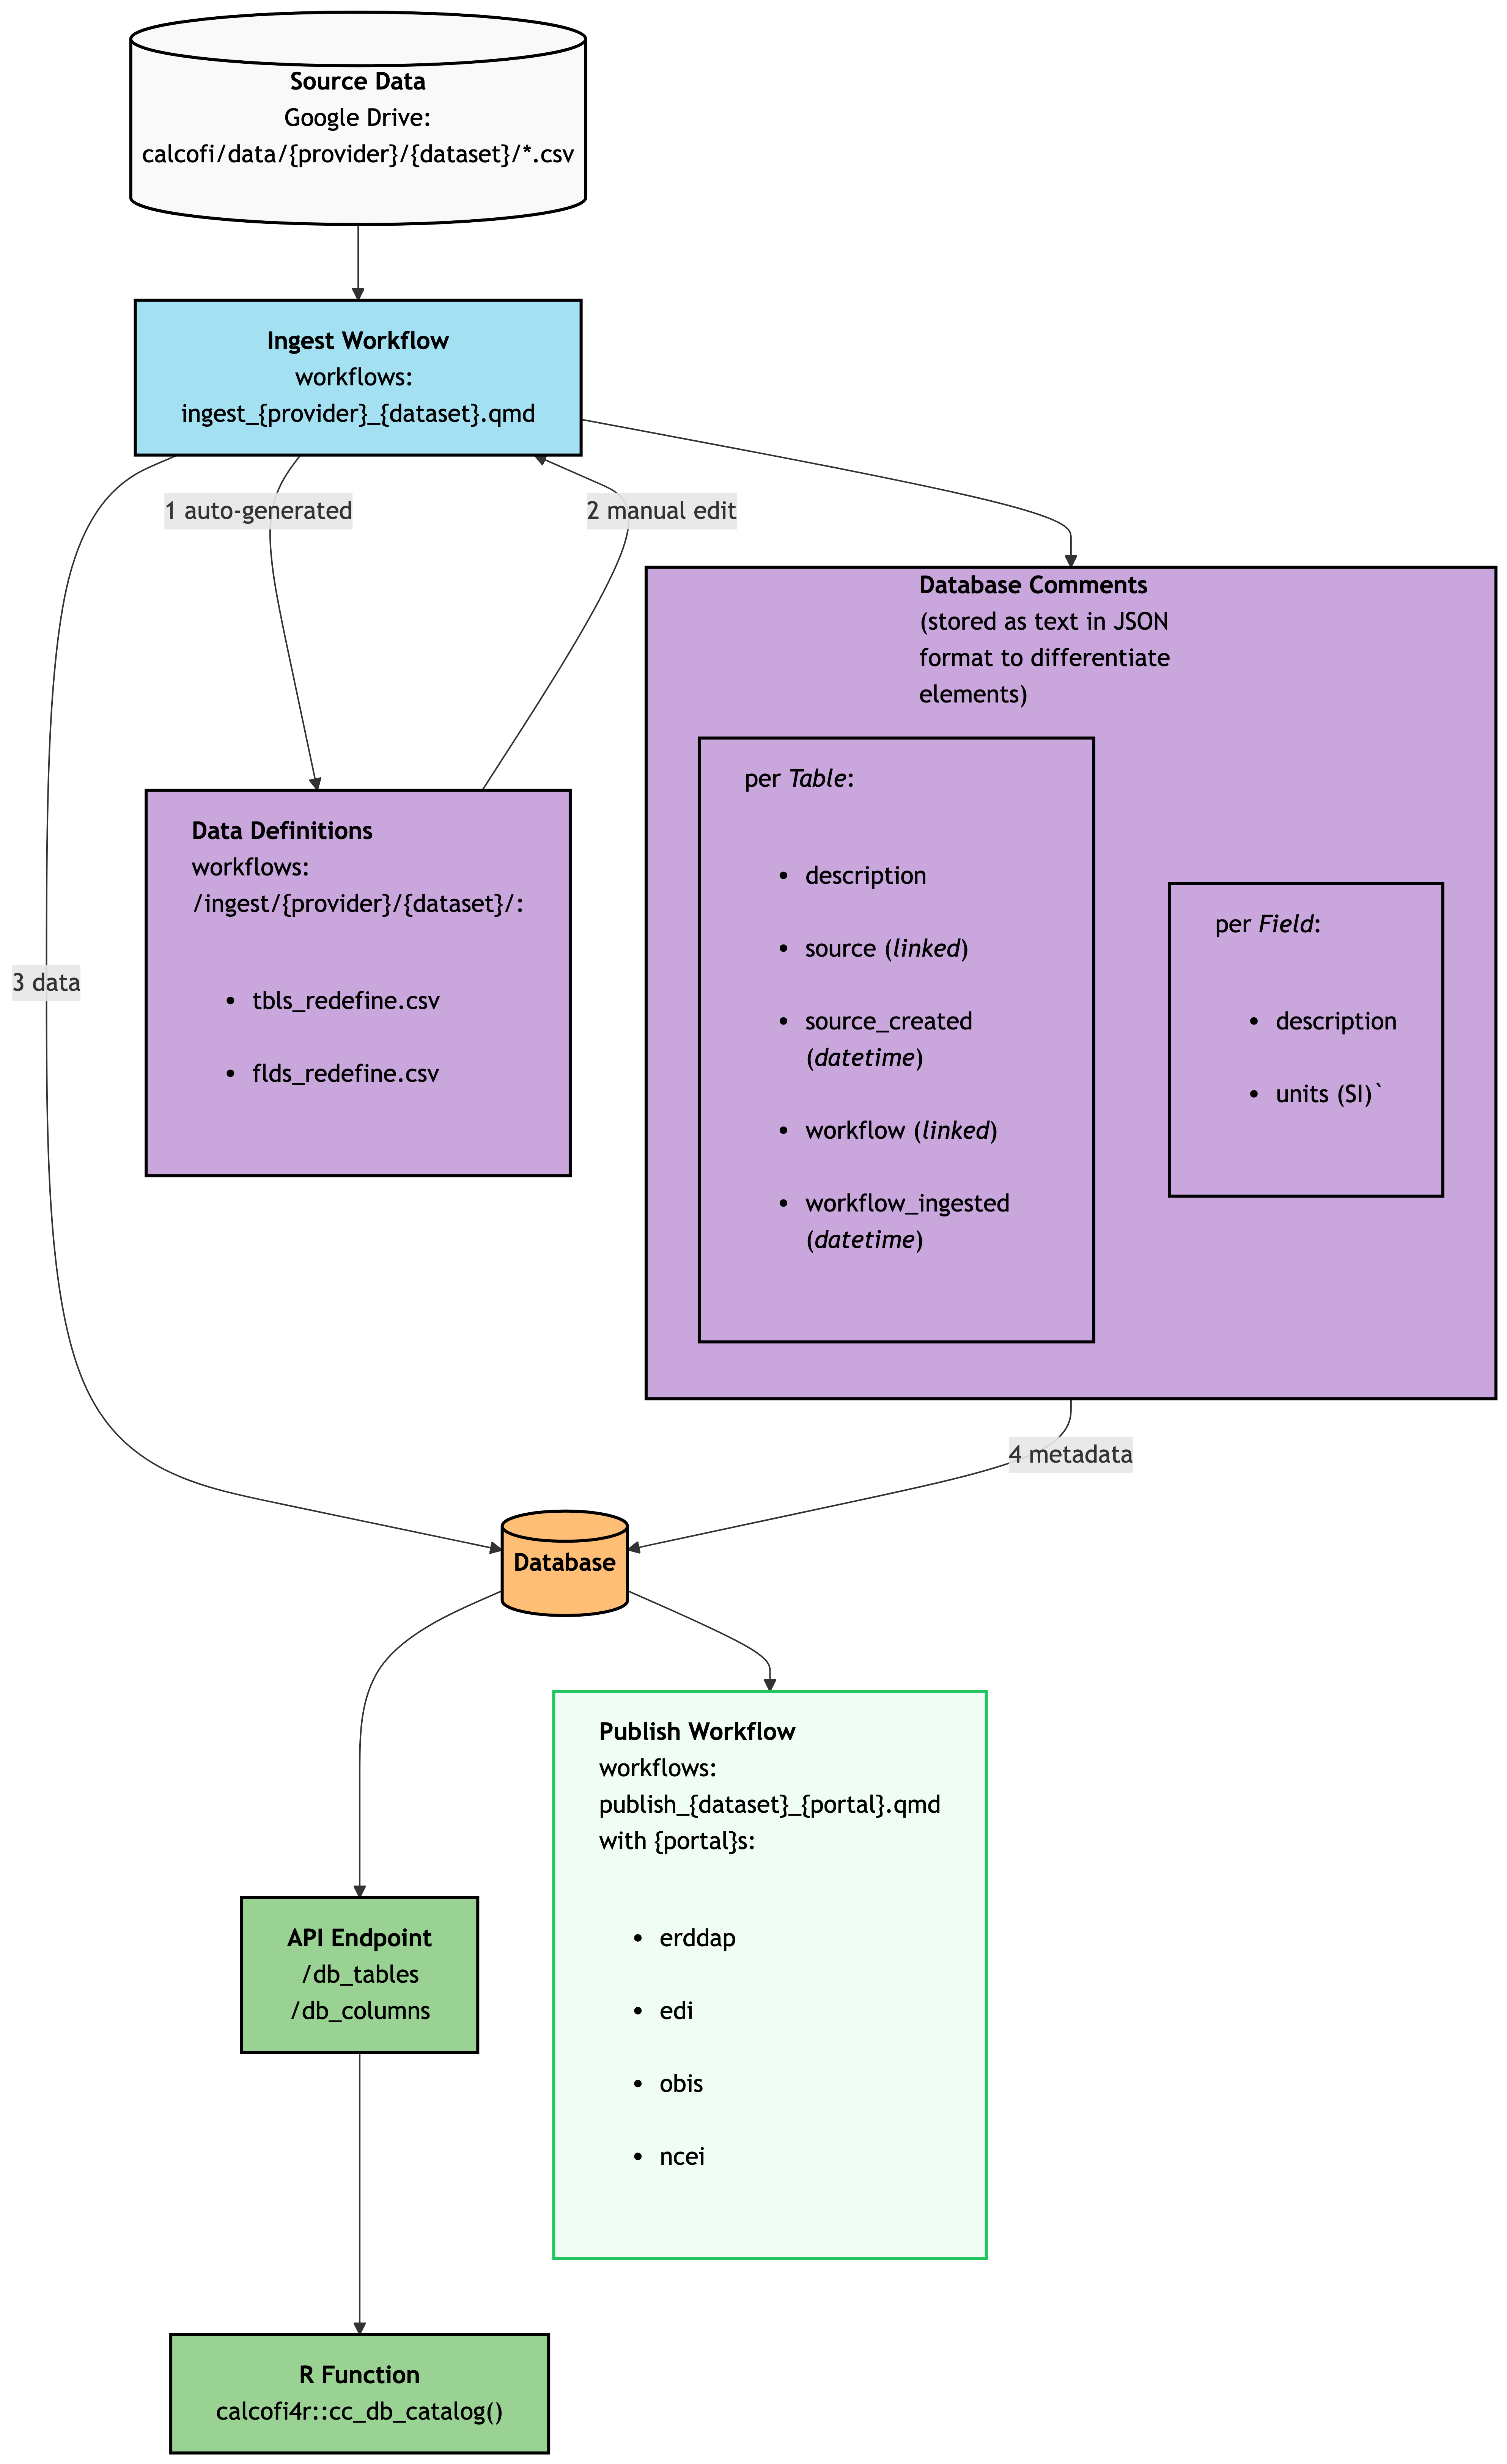 Source Data
Google Drive:
calcofi/data/{provider}/{dataset}/*.csv
Ingest Workflow
workflows:
ingest_{provider}_{dataset}.qmd
1 auto-generated
2 manual edit
Database Comments
(stored as text in JSON
format to differentiate
elements)
per Table:
• description
• source (linked)
• source_created
(datetime)
• workflow (linked)
• workflow_ingested
(datetime)
per Field:
• description
• units (SI)`
Data Definitions
workflows:
/ingest/{provider}/{dataset}/:
• tbls_redefine.csv
• flds_redefine.csv
3 data
4 metadata
Database
Publish Workflow
workflows:
publish_{dataset}_{portal}.qmd
with {portal}s:
• erddap
• edi
• obis
• ncei
API Endpoint
/db_tables
/db_columns
R Function
calcofi4r::cc_db_catalog()